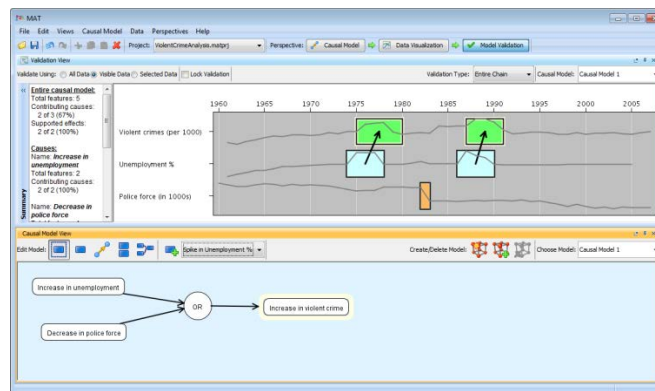 MAT
File Edit Views Causal Model Data Perspectives Help
Project: ViolentCrimeAnalysis.matprj Perspective: Causal Model Data Visualization Model Validation
Validation View
Validate Using: All Data Visible Data Selected Data Lock Validation Validation Type: Entire Chain Causal Model: Causal Model 1
Entire causal model:
Total features: 5
Contributing causes:
2 of 3 (67%)
Supported effects:
2 of 2 (100%)
Causes:
Name: Increase in
unemployment
Total features: 2
Contributing causes:
2 of 2 (100%)
Name: Decrease in
police force
Summary
1960 1965 1970 1975 1980 1985 1990 1995 2000 2005
Violent crimes (per 1000)
Unemployment %
Police force (in 1000s)
Causal Model View
Edit Model: Spike in Unemployment % Create/Delete Model: Choose Model: Causal Model 1
Increase in unemployment
OR
Increase in violent crime
Decrease in police force